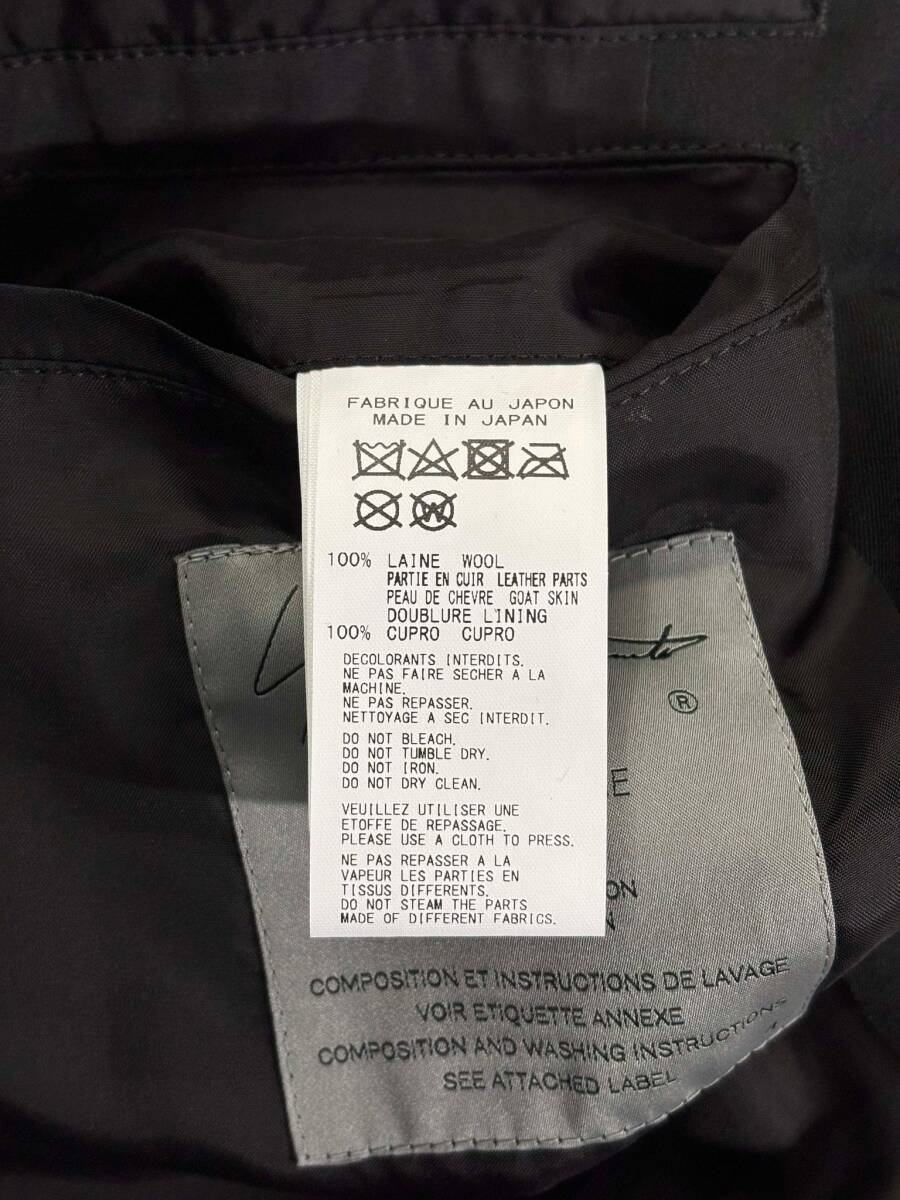 FABRIQUE AU JAPON
MADE IN JAPAN
W
100% LAINE WOOL
PARTIE EN CUIR LEATHER PARTS
PEAU DE CHEVRE GOAT SKIN
DOUBLURE LINING
100% CUPRO CUPRO
DECOLORANTS INTERDITS.
NE PAS FAIRE SECHER A LA
MACHINE.
NE PAS REPASSER.
NETTOYAGE A SEC INTERDIT.
DO NOT BLEACH.
DO NOT TUMBLE DRY.
DO NOT IRON.
DO NOT DRY CLEAN.
VEUILLEZ UTILISER UNE
ETOFFE DE REPASSAGE.
PLEASE USE A CLOTH TO PRESS.
NE PAS REPASSER A LA
VAPEUR LES PARTIES EN
TISSUS DIFFERENTS.
DO NOT STEAM THE PARTS
MADE OF DIFFERENT FABRICS.
®
COMPOSITION ET INSTRUCTIONS DE LAVAGE
VOIR ETIQUETTE ANNEXE
COMPOSITION AND WASHING INSTRUCTIONS
SEE ATTACHED LABEL